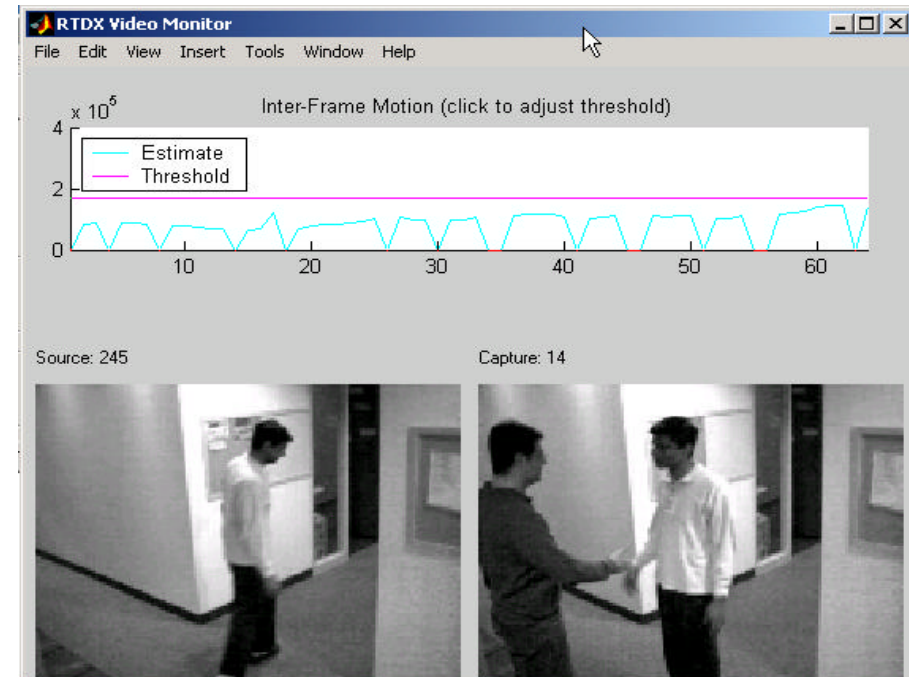 RTDX Video Monitor
File Edit View Insert Tools Window Help
x 10^5
Inter-Frame Motion (click to adjust threshold)
4
Estimate
Threshold
2
0
10 20 30 40 50 60
Source: 245
Capture: 14